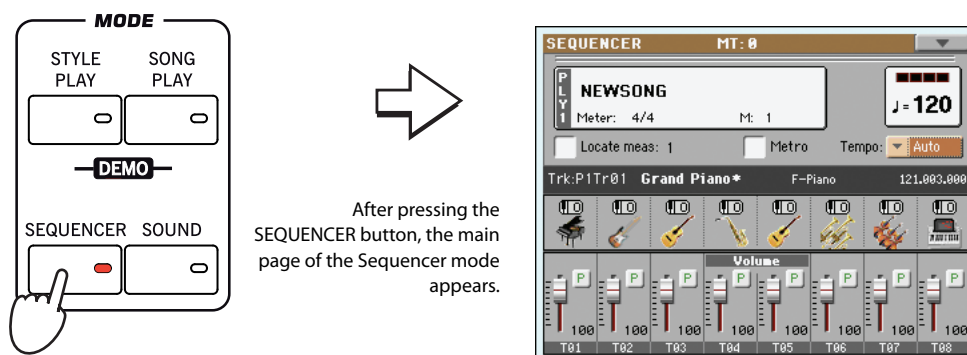 MODE
STYLE PLAY
SONG PLAY
DEMO
SEQUENCER
SOUND
After pressing the
SEQUENCER button, the main
page of the Sequencer mode
appears.
SEQUENCER MT: 0
PLY1
NEWSONG
Meter: 4/4 M: 1
♩= 120
Locate meas: 1 Metro Tempo: Auto
Trk:P1Tr01 Grand Piano* F-Piano 121.003.000
Volume
P P P P P P P P
100 100 100 100 100 100 100 100
T01 T02 T03 T04 T05 T06 T07 T08